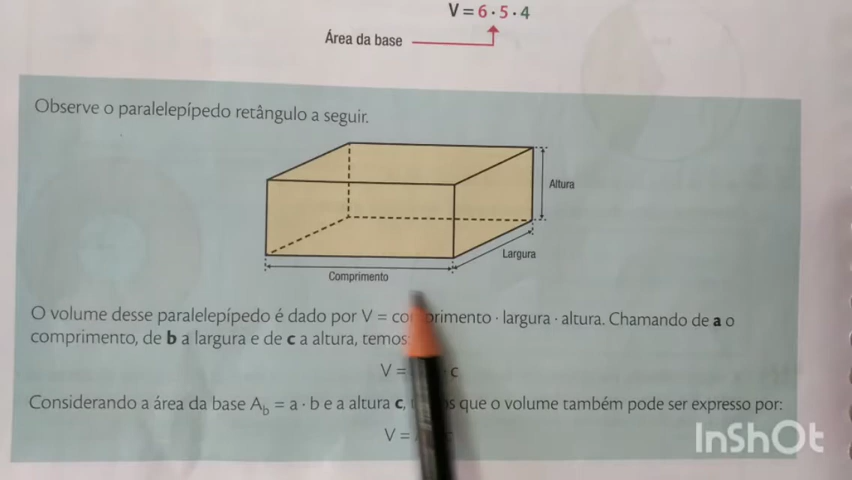 V = 6 · 5 · 4
Área da base
Observe o paralelepípedo retângulo a seguir.
Altura
Largura
Comprimento
O volume desse paralelepípedo é dado por V = comprimento · largura · altura. Chamando de a o
comprimento, de b a largura e de c a altura, temos:
V = c
Considerando a área da base Ab = a · b e a altura c, que o volume também pode ser expresso por:
V =
InShOt